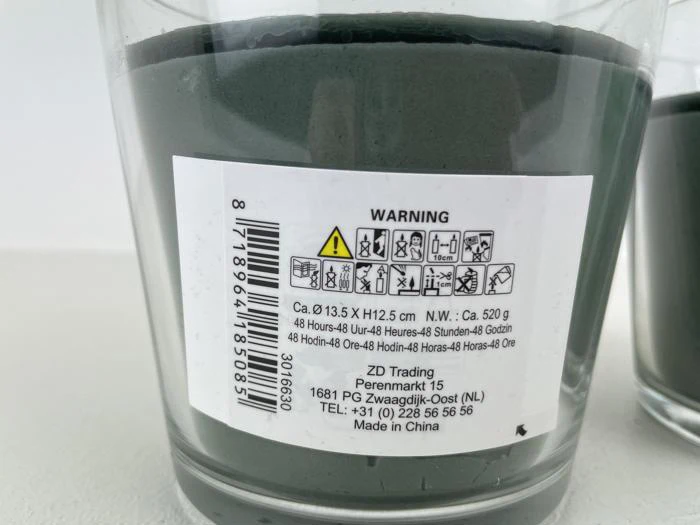 WARNING
10cm
1cm
Ca. Ø 13.5 X H12.5 cm N.W. : Ca. 520 g
48 Hours-48 Uur-48 Heures-48 Stunden-48 Godzin
48 Hodin-48 Ore-48 Hodin-48 Horas-48 Horas-48 Ore
ZD Trading
Perenmarkt 15
1681 PG Zwaagdijk-Oost (NL)
TEL: +31 (0) 228 56 56 56
Made in China
8 718964 185085
3016630